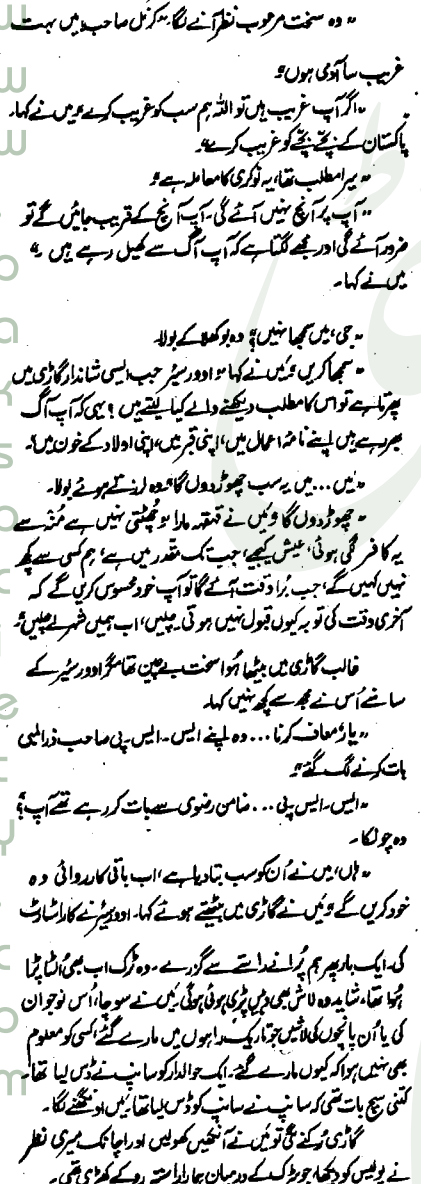 "وہ سخت مرعوب نظر آنے لگا۔ "کرنل صاحب، میں بہت
غریب سا آدمی ہوں"
"اگر آپ غریب ہیں تو اللہ ہم سب کو غریب کرے" میں نے کہا۔
پاکستان کے بچے بچے کو غریب کرے"
"میرا مطلب تھا، یہ نوکری کا معاملہ ہے"
"آپ پر آنچ نہیں آئے گی۔ آپ آنچ کے قریب جائیں گے تو
ضرور آئے گی اور مجھے لگتا ہے کہ آپ آگ سے کھیل رہے ہیں"
میں نے کہا۔
"جی، میں سمجھا نہیں؟" وہ بوکھلا کے بولا۔
"سمجھا کریں" میں نے کہا "اوورسیئر جب ایسی شاندار گاڑی میں
پھرتا ہے تو اس کا مطلب دیکھنے والے کیا لیتے ہیں؟ یہی کہ آپ آگ
بھر رہے ہیں اپنے نامۂ اعمال میں، اپنی قبر میں، اپنی اولاد کے خون میں"
"میں... میں یہ سب چھوڑ دوں گا" وہ لرزتے ہوئے بولا۔
"چھوڑ دوں گا" میں نے قہقہہ مارا "چھٹتی نہیں ہے منہ سے
یہ کافر لگی ہوئی، عیش کیجیے، جب تک مقدر میں ہے، ہم کسی سے کچھ
نہیں کہیں گے، جب برا وقت آئے گا تو آپ خود محسوس کریں گے کہ
آخری وقت کی توبہ کیوں قبول نہیں ہوتی۔ چلیں، اب ہمیں شہر لے چلیں"
غالب گاڑی میں بیٹھا ہوا سخت بے چین تھا مگر اوورسیئر کے
سامنے اس نے مجھ سے کچھ نہیں کہا۔
"یار، معاف کرنا... وہ اپنے ایس۔ایس۔پی صاحب ذرا لمبی
بات کرنے لگ گئے"
"ایس۔ایس پی... ضامن رضوی سے بات کر رہے تھے آپ؟"
وہ چونکا۔
"ہاں، میں نے ان کو سب بتا دیا ہے، اب باقی کارروائی وہ
خود کریں گے" میں نے گاڑی میں بیٹھتے ہوئے کہا۔ اوورسیئر نے کار اسٹارٹ
کی۔ ایک بار پھر ہم پرانے راستے سے گزرے۔ وہ ٹرک اب بھی الٹا پڑا
ہوا تھا، شاید وہ لاش بھی وہیں پڑی ہوئی ہوگی، میں نے سوچا، اس نوجوان
کی یا ان پانچوں کی لاشیں جو تاریک راہوں میں مارے گئے، کسی کو معلوم
بھی نہیں ہوا کہ کیوں مارے گئے۔ ایک حوالدار کو سانپ نے ڈس لیا تھا۔
کتنی سچ بات تھی کہ سانپ نے سانپ کو ڈس لیا تھا، میں اونگھنے لگا۔
گاڑی رکنے لگی تو میں نے آنکھیں کھولیں اور اچانک میری نظر
نے پولیس کو دیکھا، جو سڑک کے درمیان ہمارا راستہ روکے کھڑی تھی۔